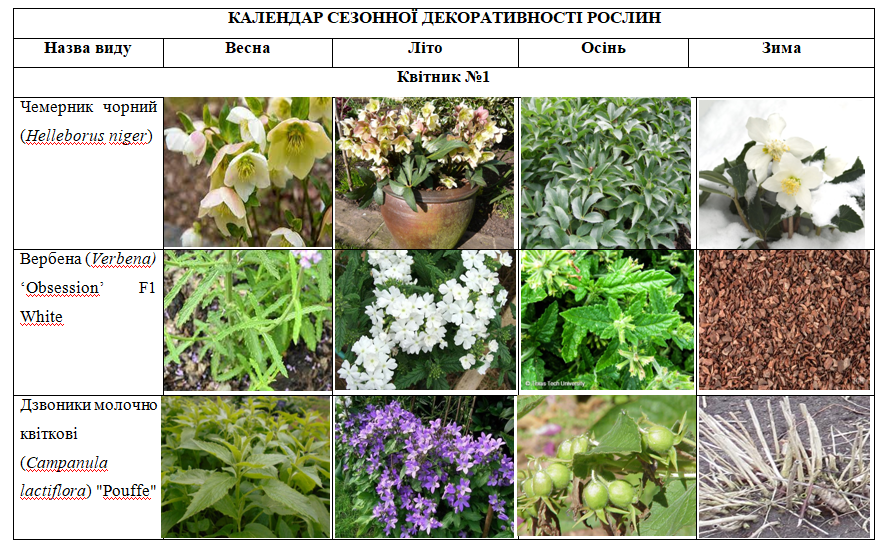 КАЛЕНДАР СЕЗОННОЇ ДЕКОРАТИВНОСТІ РОСЛИН
Назва виду Весна Літо Осінь Зима
Квітник №1
Чемерник чорний
(Helleborus niger)
Вербена (Verbena)
‘Obsession’ F1
White
© Texas Tech University
Дзвоники молочно
квіткові
(Campanula
lactiflora) "Pouffe"